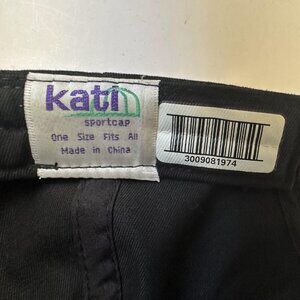 kati
sportcap
One Size Fits All
Made in China
3009081974